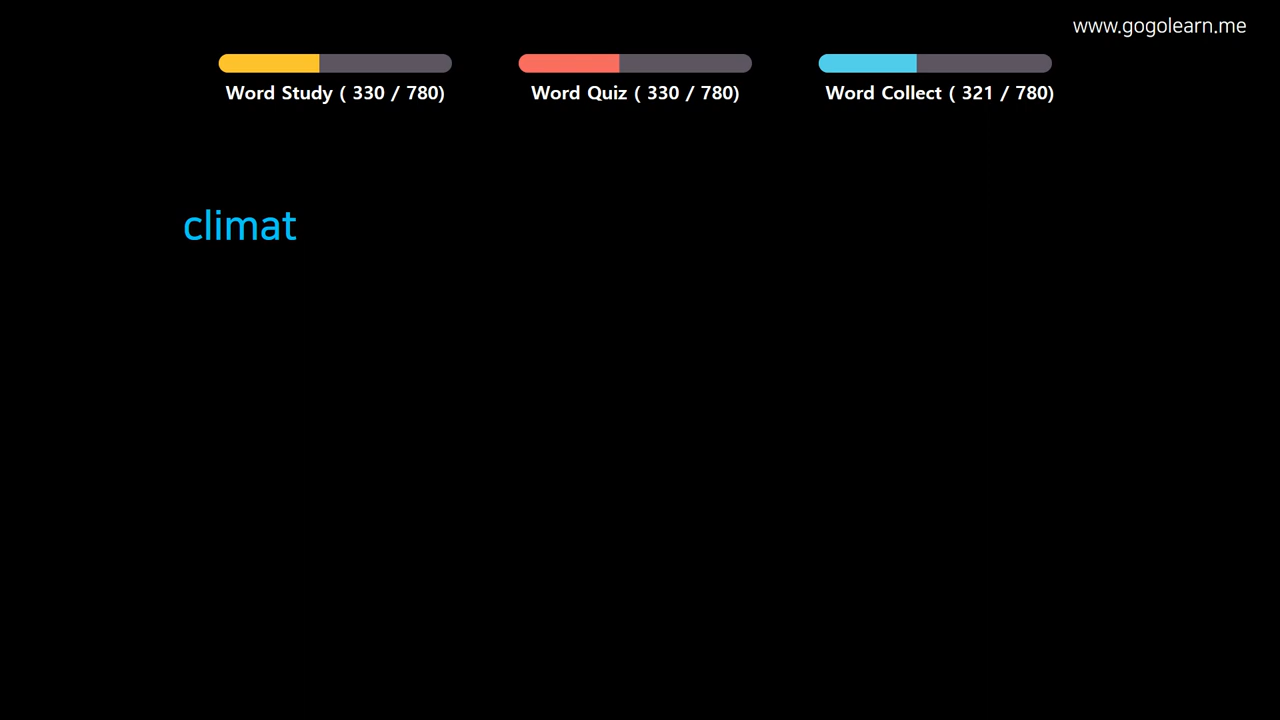 www.gogolearn.me
Word Study ( 330 / 780)
Word Quiz ( 330 / 780)
Word Collect ( 321 / 780)
climat